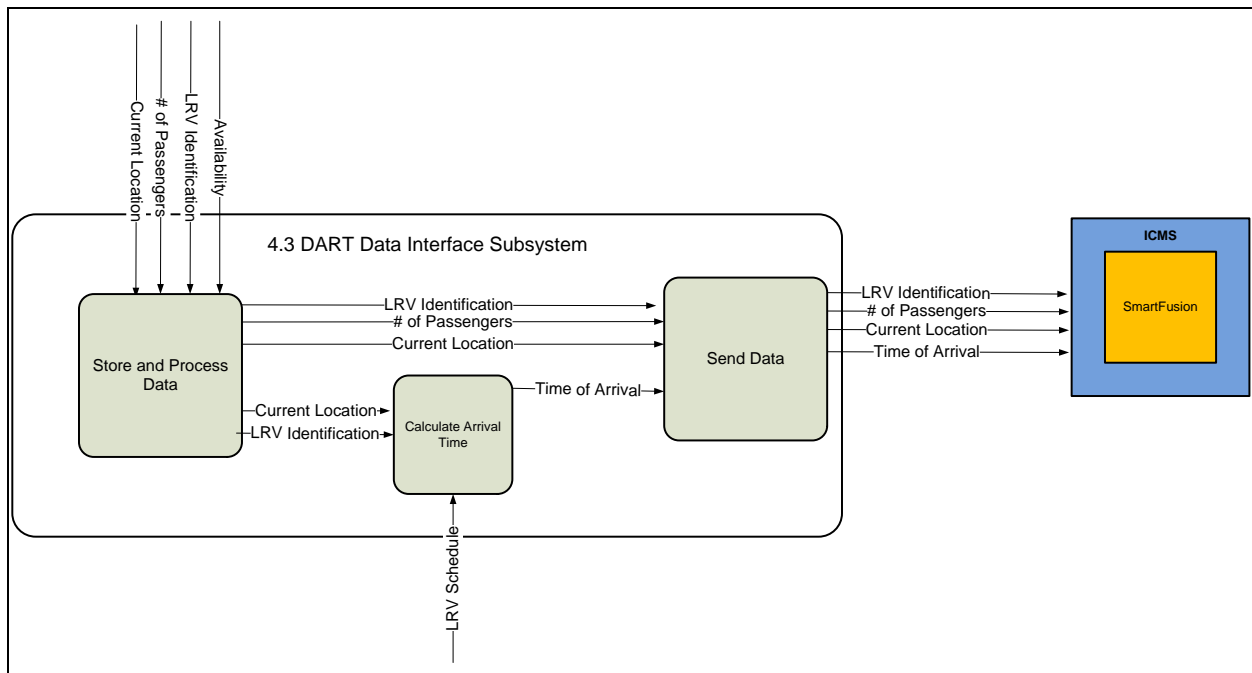 Current Location
# of Passengers
LRV Identification
Availability
4.3 DART Data Interface Subsystem
Store and Process
Data
LRV Identification
# of Passengers
Current Location
Current Location
LRV Identification
Calculate Arrival
Time
Time of Arrival
LRV Schedule
Send Data
LRV Identification
# of Passengers
Current Location
Time of Arrival
ICMS
SmartFusion